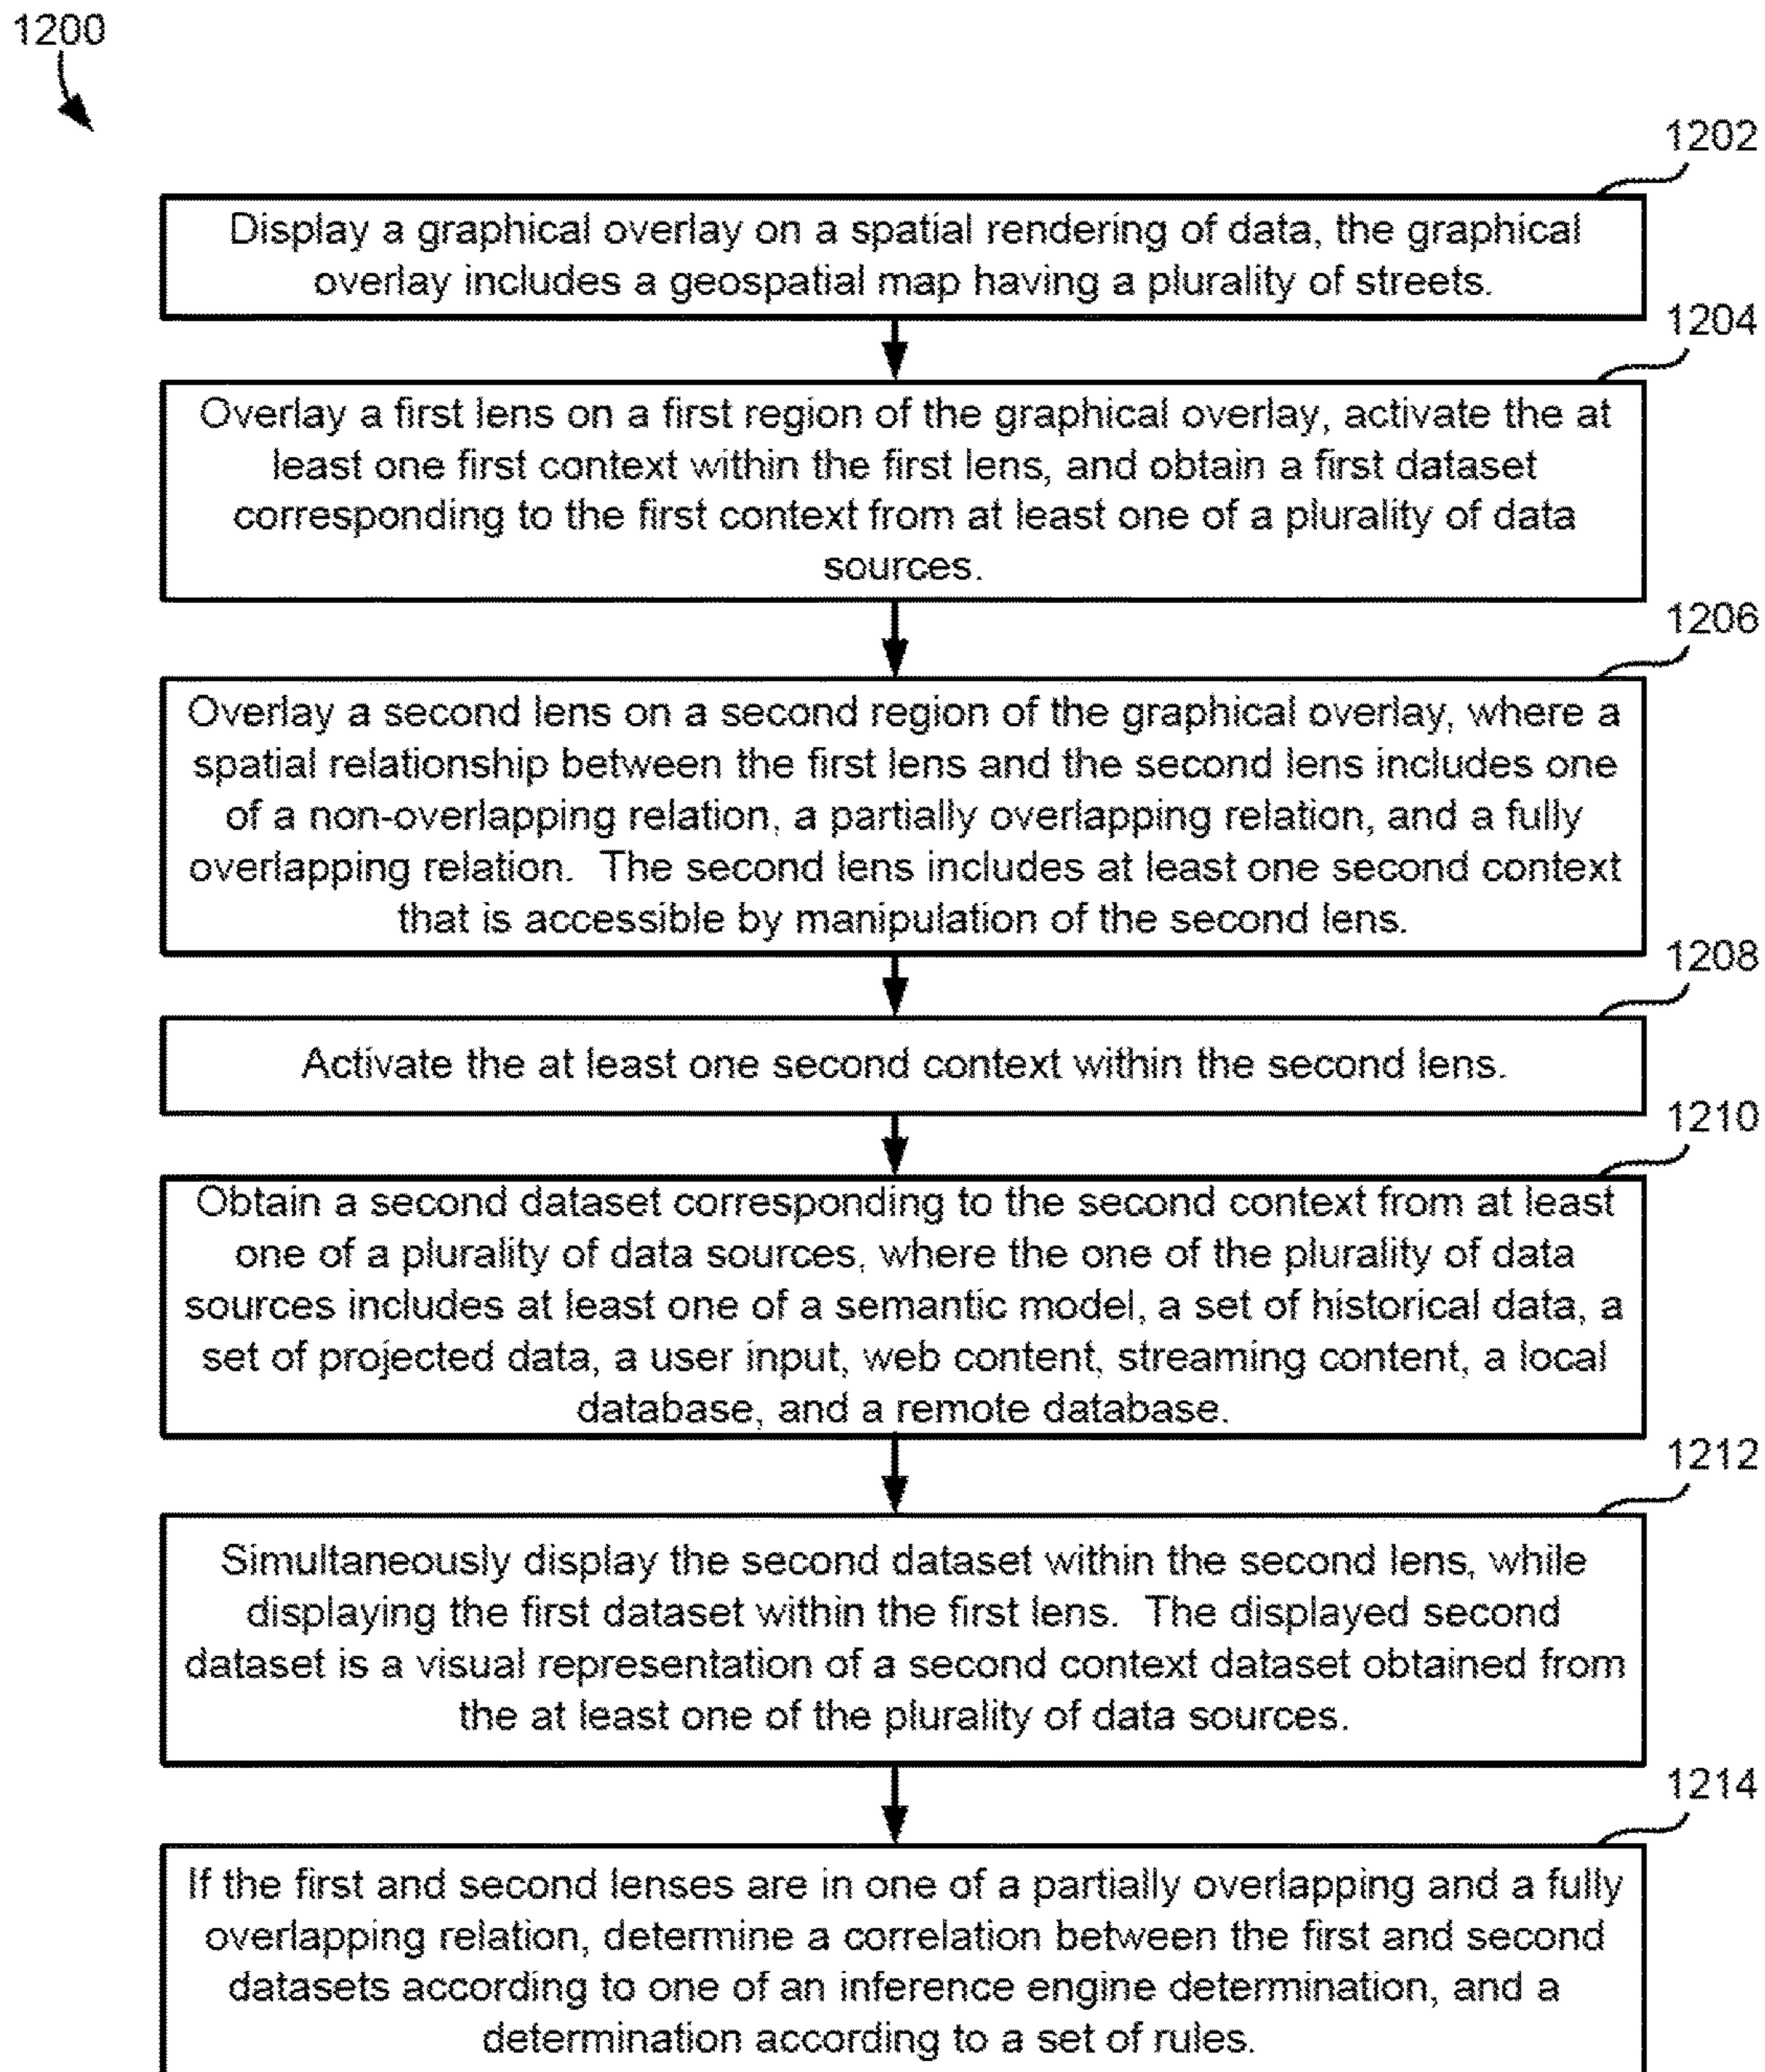 1200
1202
Display a graphical overlay on a spatial rendering of data, the graphical
overlay includes a geospatial map having a plurality of streets.
1204
Overlay a first lens on a first region of the graphical overlay, activate the at
least one first context within the first lens, and obtain a first dataset
corresponding to the first context from at least one of a plurality of data
sources.
1206
Overlay a second lens on a second region of the graphical overlay, where a
spatial relationship between the first lens and the second lens includes one
of a non-overlapping relation, a partially overlapping relation, and a fully
overlapping relation. The second lens includes at least one second context
that is accessible by manipulation of the second lens.
1208
Activate the at least one second context within the second lens.
1210
Obtain a second dataset corresponding to the second context from at least
one of a plurality of data sources, where the one of the plurality of data
sources includes at least one of a semantic model, a set of historical data, a
set of projected data, a user input, web content, streaming content, a local
database, and a remote database.
1212
Simultaneously display the second dataset within the second lens, while
displaying the first dataset within the first lens. The displayed second
dataset is a visual representation of a second context dataset obtained from
the at least one of the plurality of data sources.
1214
If the first and second lenses are in one of a partially overlapping and a fully
overlapping relation, determine a correlation between the first and second
datasets according to one of an inference engine determination, and a
determination according to a set of rules.